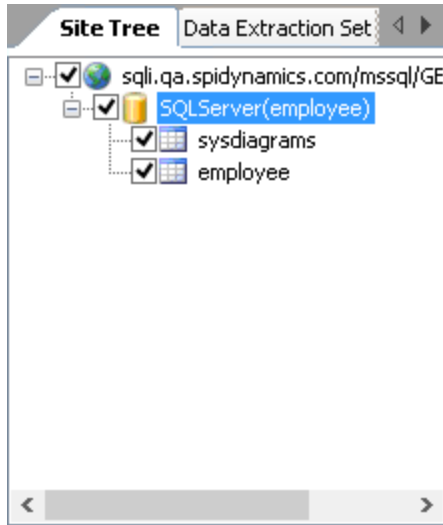 Site Tree Data Extraction Set
sqli.qa.spidynamics.com/mssql/GE
SQLServer(employee)
sysdiagrams
employee